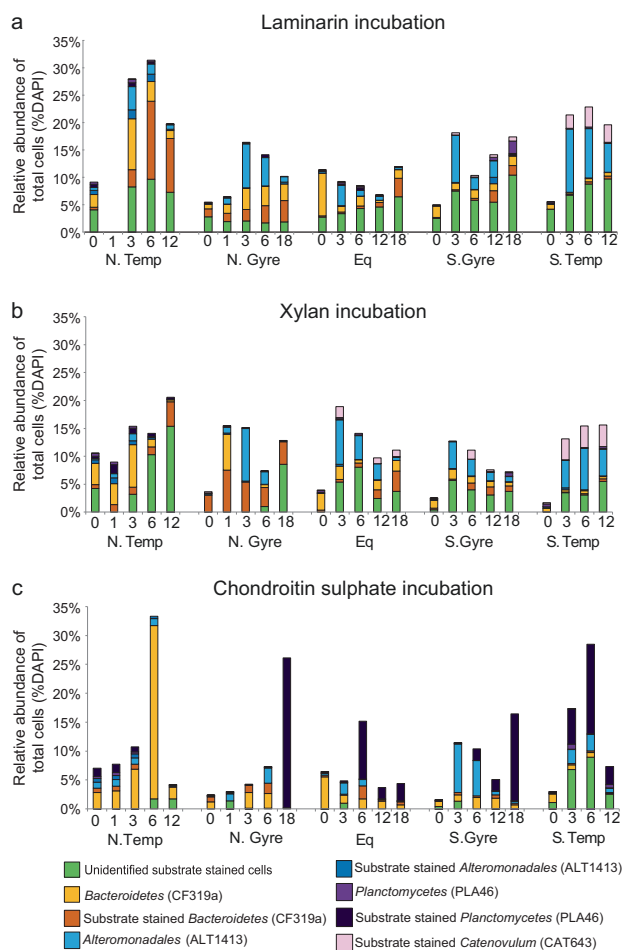 a
Laminarin incubation
Relative abundance of
total cells (%DAPI)
35%
30%
25%
20%
15%
10%
5%
0%
0 1 3 6 12 0 1 3 6 18 0 3 6 12 18 0 3 6 12 18 0 3 6 12
N. Temp N. Gyre Eq S.Gyre S. Temp
b
Xylan incubation
Relative abundance of
total cells (%DAPI)
35%
30%
25%
20%
15%
10%
5%
0%
0 1 3 6 12 0 1 3 6 18 0 3 6 12 18 0 3 6 12 18 0 3 6 12
N. Temp N. Gyre Eq S.Gyre S. Temp
c
Chondroitin sulphate incubation
Relative abundance of
total cells (%DAPI)
35%
30%
25%
20%
15%
10%
5%
0%
0 1 3 6 12 0 1 3 6 18 0 3 6 12 18 0 3 6 12 18 0 3 6 12
N.Temp N. Gyre Eq S.Gyre S. Temp
Unidentified substrate stained cells
Bacteroidetes (CF319a)
Substrate stained Bacteroidetes (CF319a)
Alteromonadales (ALT1413)
Substrate stained Alteromonadales (ALT1413)
Planctomycetes (PLA46)
Substrate stained Planctomycetes (PLA46)
Substrate stained Catenovulum (CAT643)